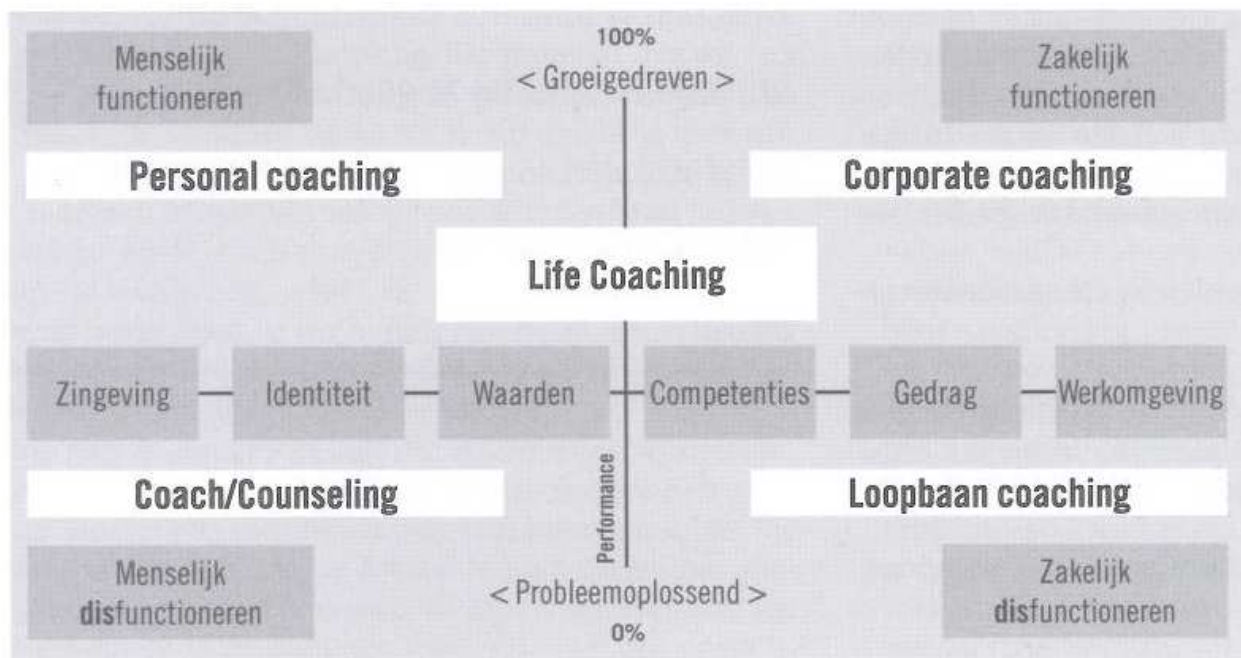 Menselijk
functioneren
100%
< Groeigedreven >
Zakelijk
functioneren
Personal coaching
Corporate coaching
Life Coaching
Zingeving
Identiteit
Waarden
Competenties
Gedrag
Werkomgeving
Performance
Coach/Counseling
Loopbaan coaching
Menselijk
disfunctioneren
< Probleemoplossend >
0%
Zakelijk
disfunctioneren